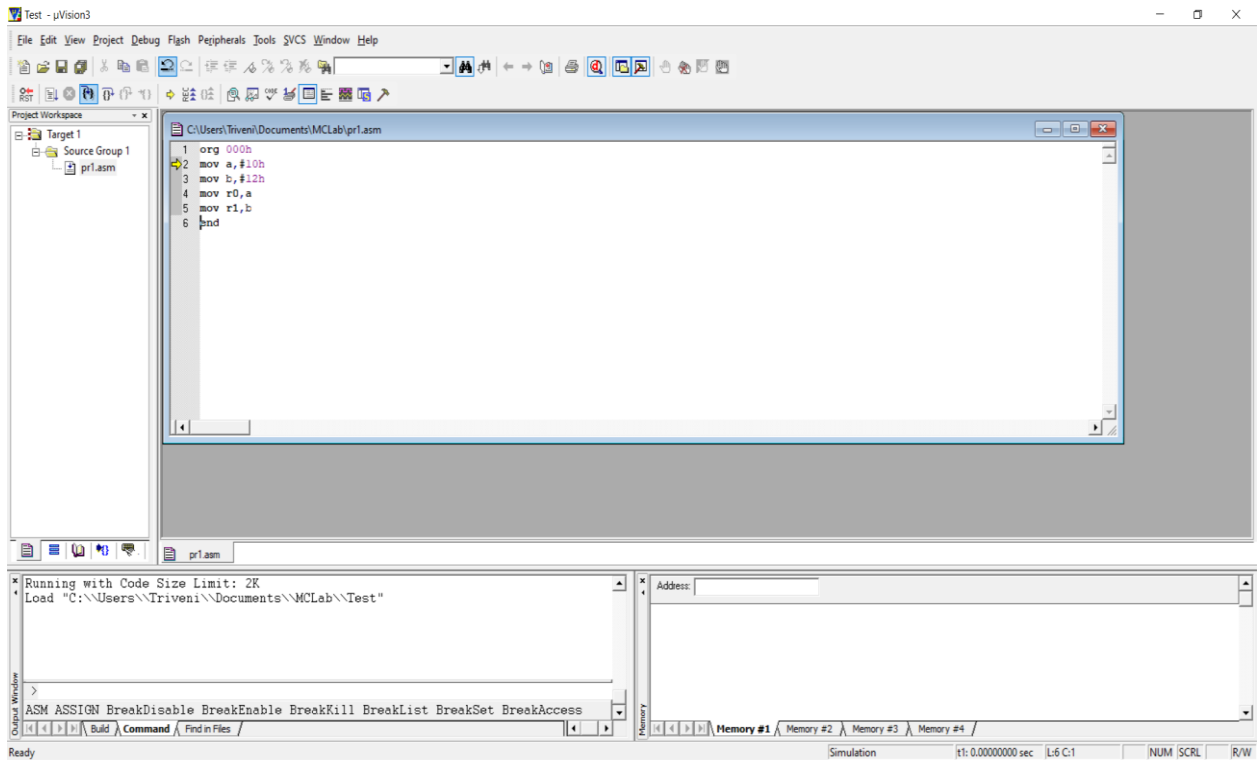 Test - µVision3
File Edit View Project Debug Flash Peripherals Tools SVCS Window Help
Project Workspace
Target 1
Source Group 1
pr1.asm
C:\Users\Triveni\Documents\MCLab\pr1.asm
1 org 000h
2 mov a,#10h
3 mov b,#12h
4 mov r0,a
5 mov r1,b
6 end
pr1.asm
Running with Code Size Limit: 2K
Load "C:\\Users\\Triveni\\Documents\\MCLab\\Test"
>
ASM ASSIGN BreakDisable BreakEnable BreakKill BreakList BreakSet BreakAccess
Output Window
Build Command Find in Files
Address:
Memory
Memory #1 Memory #2 Memory #3 Memory #4
Ready Simulation t1: 0.00000000 sec L:6 C:1 NUM SCRL R/W